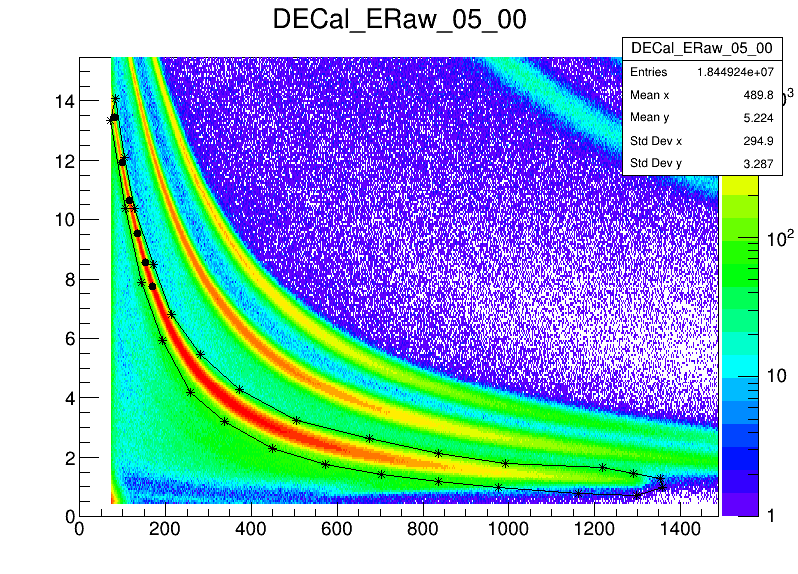 DECal_ERaw_05_00
DECal_ERaw_05_00
Entries 1.844924e+07
Mean x 489.8
Mean y 5.224
Std Dev x 294.9
Std Dev y 3.287
14
12
10
8
6
4
2
0
0 200 400 600 800 1000 1200 1400
10²
10
1